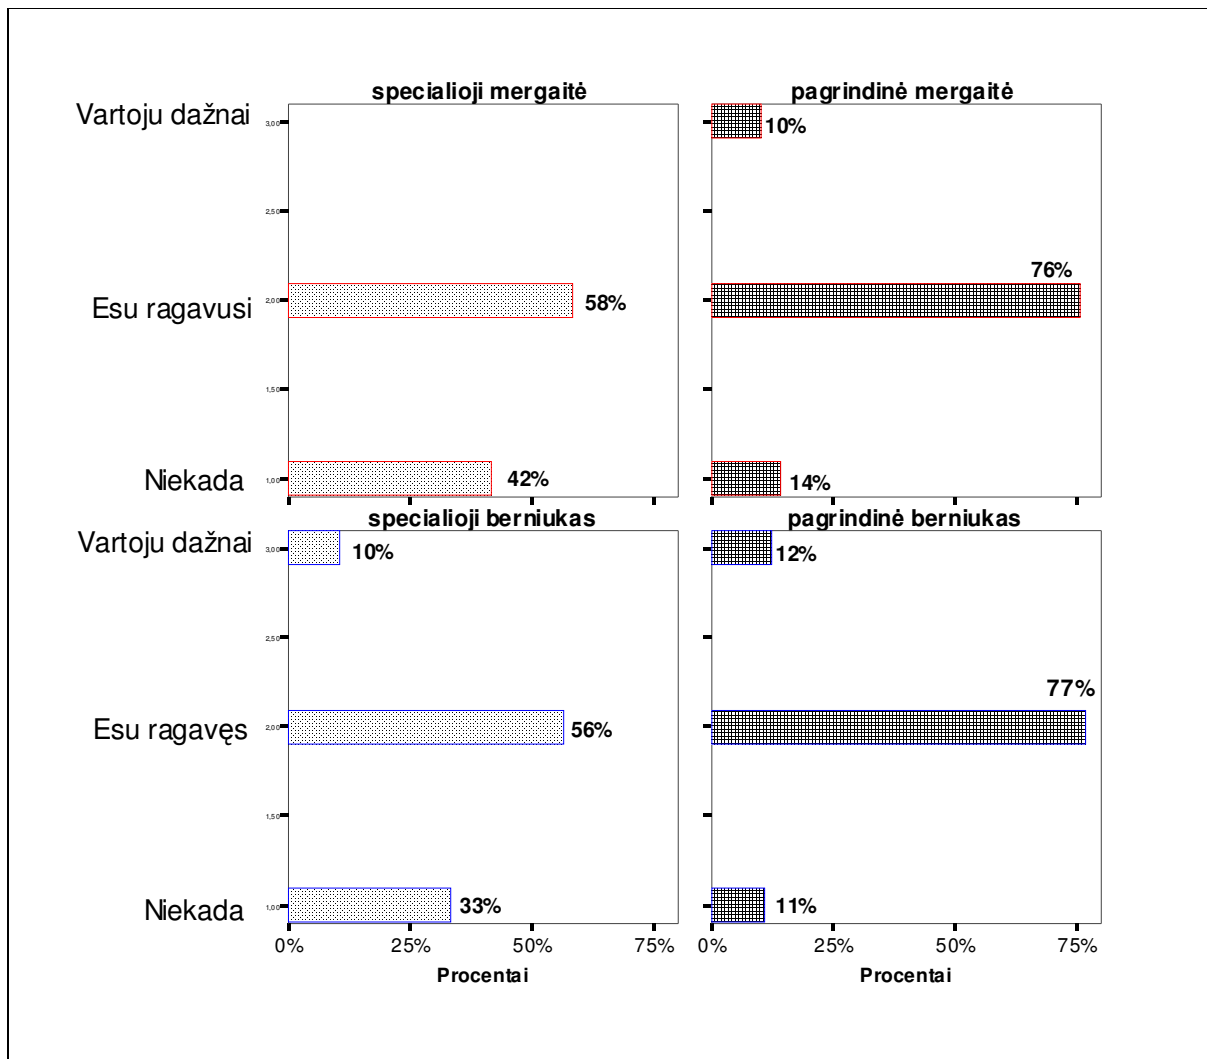 specialioji mergaitė
pagrindinė mergaitė
Vartoju dažnai
3,00
10%
2,50
76%
Esu ragavusi
2,00
58%
1,50
Niekada
1,00
42%
14%
specialioji berniukas
pagrindinė berniukas
Vartoju dažnai
3,00
10%
12%
2,50
77%
Esu ragavęs
2,00
56%
1,50
Niekada
1,00
33%
11%
0% 25% 50% 75%
0% 25% 50% 75%
Procentai
Procentai